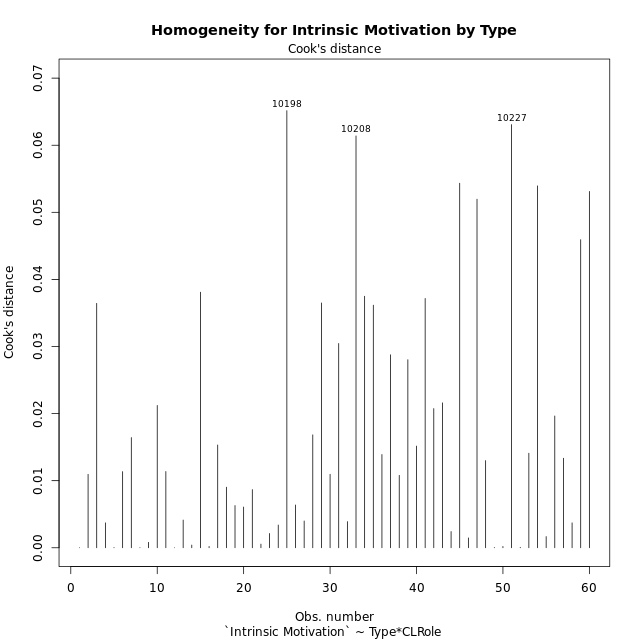 Homogeneity for Intrinsic Motivation by Type
Cook's distance
10198
10227
10208
Cook's distance
0.07
0.06
0.05
0.04
0.03
0.02
0.01
0.00
0 10 20 30 40 50 60
Obs. number
`Intrinsic Motivation` ~ Type*CLRole